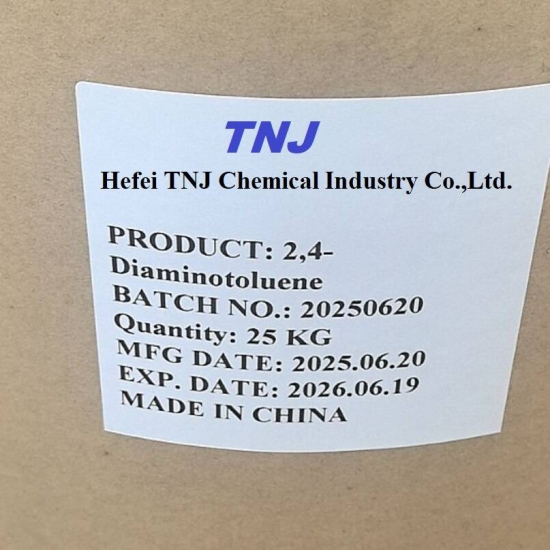 TNJ
Hefei TNJ Chemical Industry Co.,Ltd.
PRODUCT: 2,4-
Diaminotoluene
BATCH NO.: 20250620
Quantity: 25 KG
MFG DATE: 2025.06.20
EXP. DATE: 2026.06.19
MADE IN CHINA